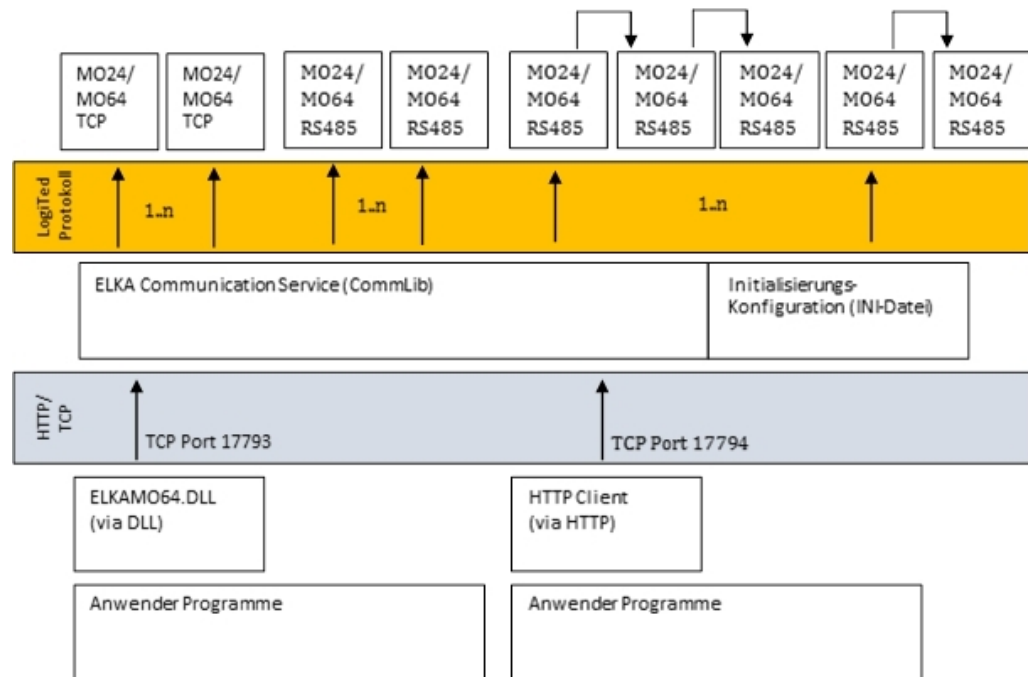 MO24/
MO64
TCP
MO24/
MO64
TCP
MO24/
MO64
RS485
MO24/
MO64
RS485
MO24/
MO64
RS485
MO24/
MO64
RS485
MO24/
MO64
RS485
MO24/
MO64
RS485
MO24/
MO64
RS485
LogiTed
Protokoll
1..n
1..n
1..n
ELKA Communication Service (CommLib)
Initialisierungs-
Konfiguration (INI-Datei)
HTTP/
TCP
TCP Port 17793
TCP Port 17794
ELKAMO64.DLL
(via DLL)
HTTP Client
(via HTTP)
Anwender Programme
Anwender Programme